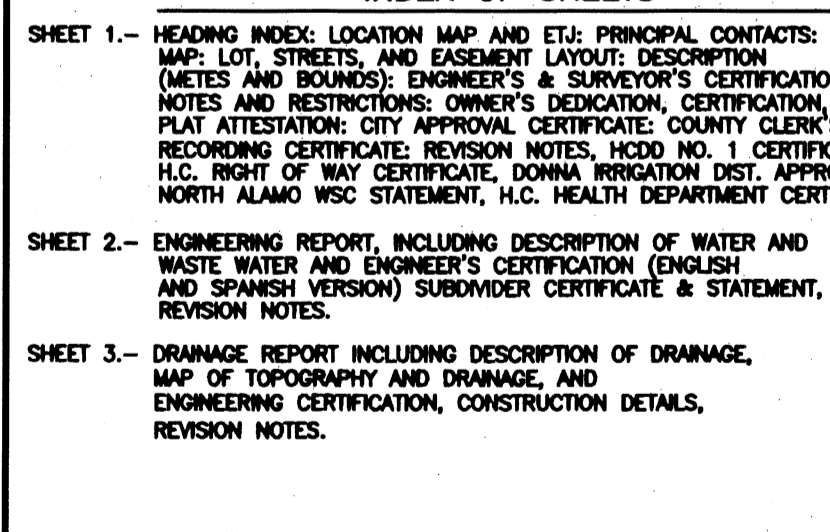 INDEX OF SHEETS
SHEET 1.– HEADING INDEX: LOCATION MAP AND ETJ: PRINCIPAL CONTACTS:
MAP: LOT, STREETS, AND EASEMENT LAYOUT: DESCRIPTION
(METES AND BOUNDS): ENGINEER'S & SURVEYOR'S CERTIFICATIO
NOTES AND RESTRICTIONS: OWNER'S DEDICATION, CERTIFICATION,
PLAT ATTESTATION: CITY APPROVAL CERTIFICATE: COUNTY CLERK'S
RECORDING CERTIFICATE: REVISION NOTES, HCDD NO. 1 CERTIFIC
H.C. RIGHT OF WAY CERTIFICATE, DONNA IRRIGATION DIST. APPRO
NORTH ALAMO WSC STATEMENT, H.C. HEALTH DEPARTMENT CERT
SHEET 2.– ENGINEERING REPORT, INCLUDING DESCRIPTION OF WATER AND
WASTE WATER AND ENGINEER'S CERTIFICATION (ENGLISH
AND SPANISH VERSION) SUBDIVIDER CERTIFICATE & STATEMENT,
REVISION NOTES.
SHEET 3.– DRAINAGE REPORT INCLUDING DESCRIPTION OF DRAINAGE,
MAP OF TOPOGRAPHY AND DRAINAGE, AND
ENGINEERING CERTIFICATION, CONSTRUCTION DETAILS,
REVISION NOTES.